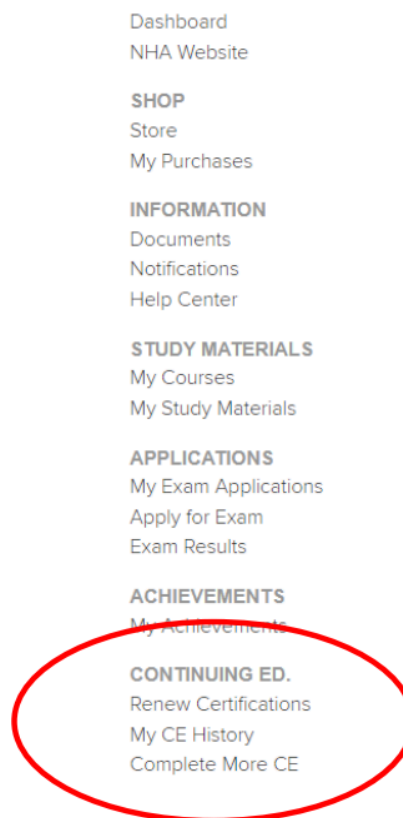 Dashboard
NHA Website
SHOP
Store
My Purchases
INFORMATION
Documents
Notifications
Help Center
STUDY MATERIALS
My Courses
My Study Materials
APPLICATIONS
My Exam Applications
Apply for Exam
Exam Results
ACHIEVEMENTS
My Achievements
CONTINUING ED.
Renew Certifications
My CE History
Complete More CE